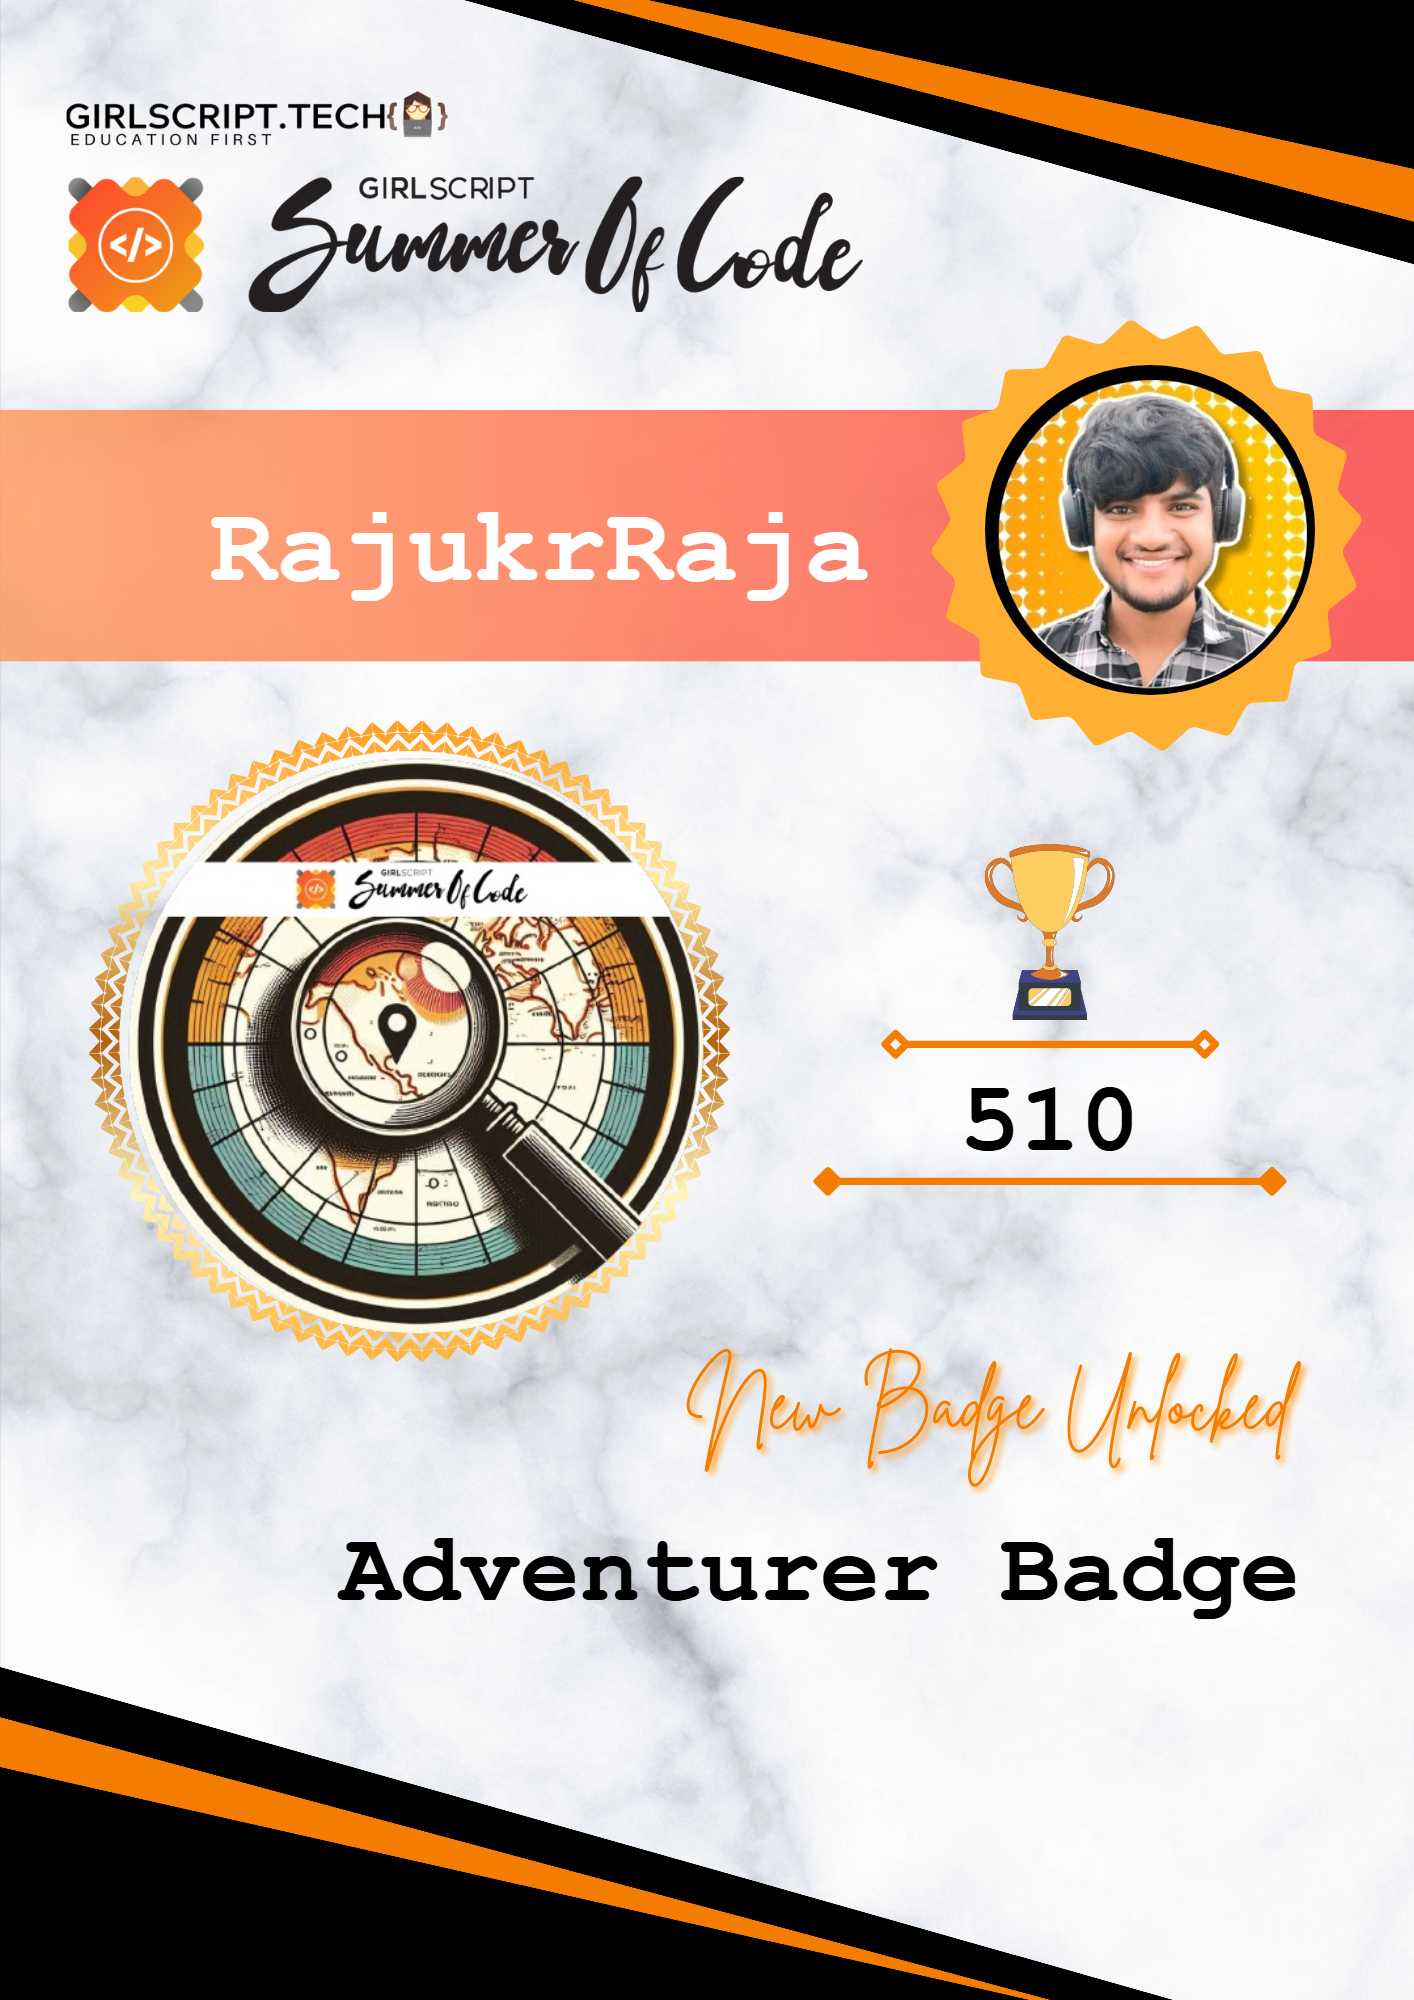 GIRLSCRIPT.TECH{ }
EDUCATION FIRST
GIRLSCRIPT
Summer Of Code
</>
RajukrRaja
GIRLSCRIPT
Summer Of Code
</>
510
New Badge Unlocked
Adventurer Badge